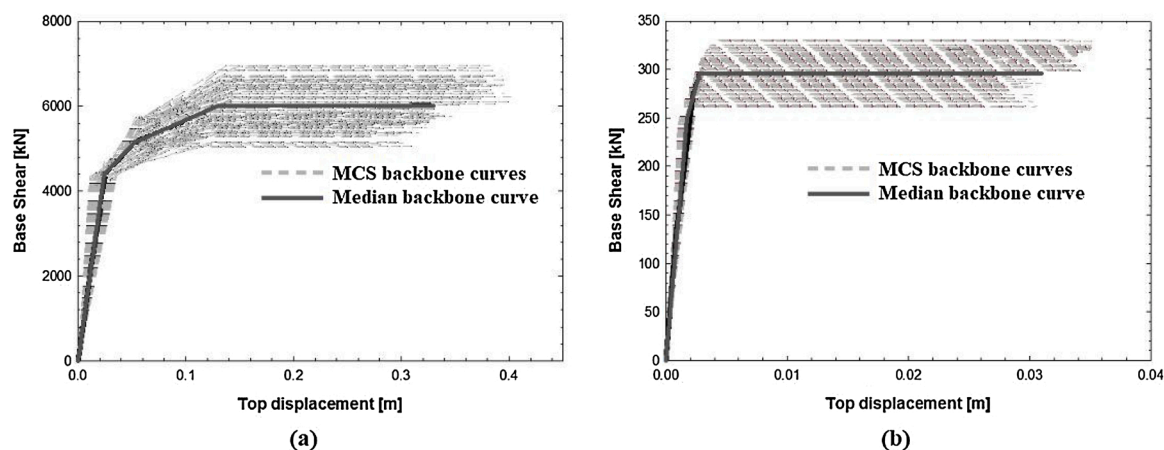 8000
6000
4000
2000
0
Base Shear [kN]
MCS backbone curves
Median backbone curve
0.0 0.1 0.2 0.3 0.4
Top displacement [m]
(a)
350
300
250
200
150
100
50
0
Base Shear [kN]
MCS backbone curves
Median backbone curve
0.00 0.01 0.02 0.03 0.04
Top displacement [m]
(b)